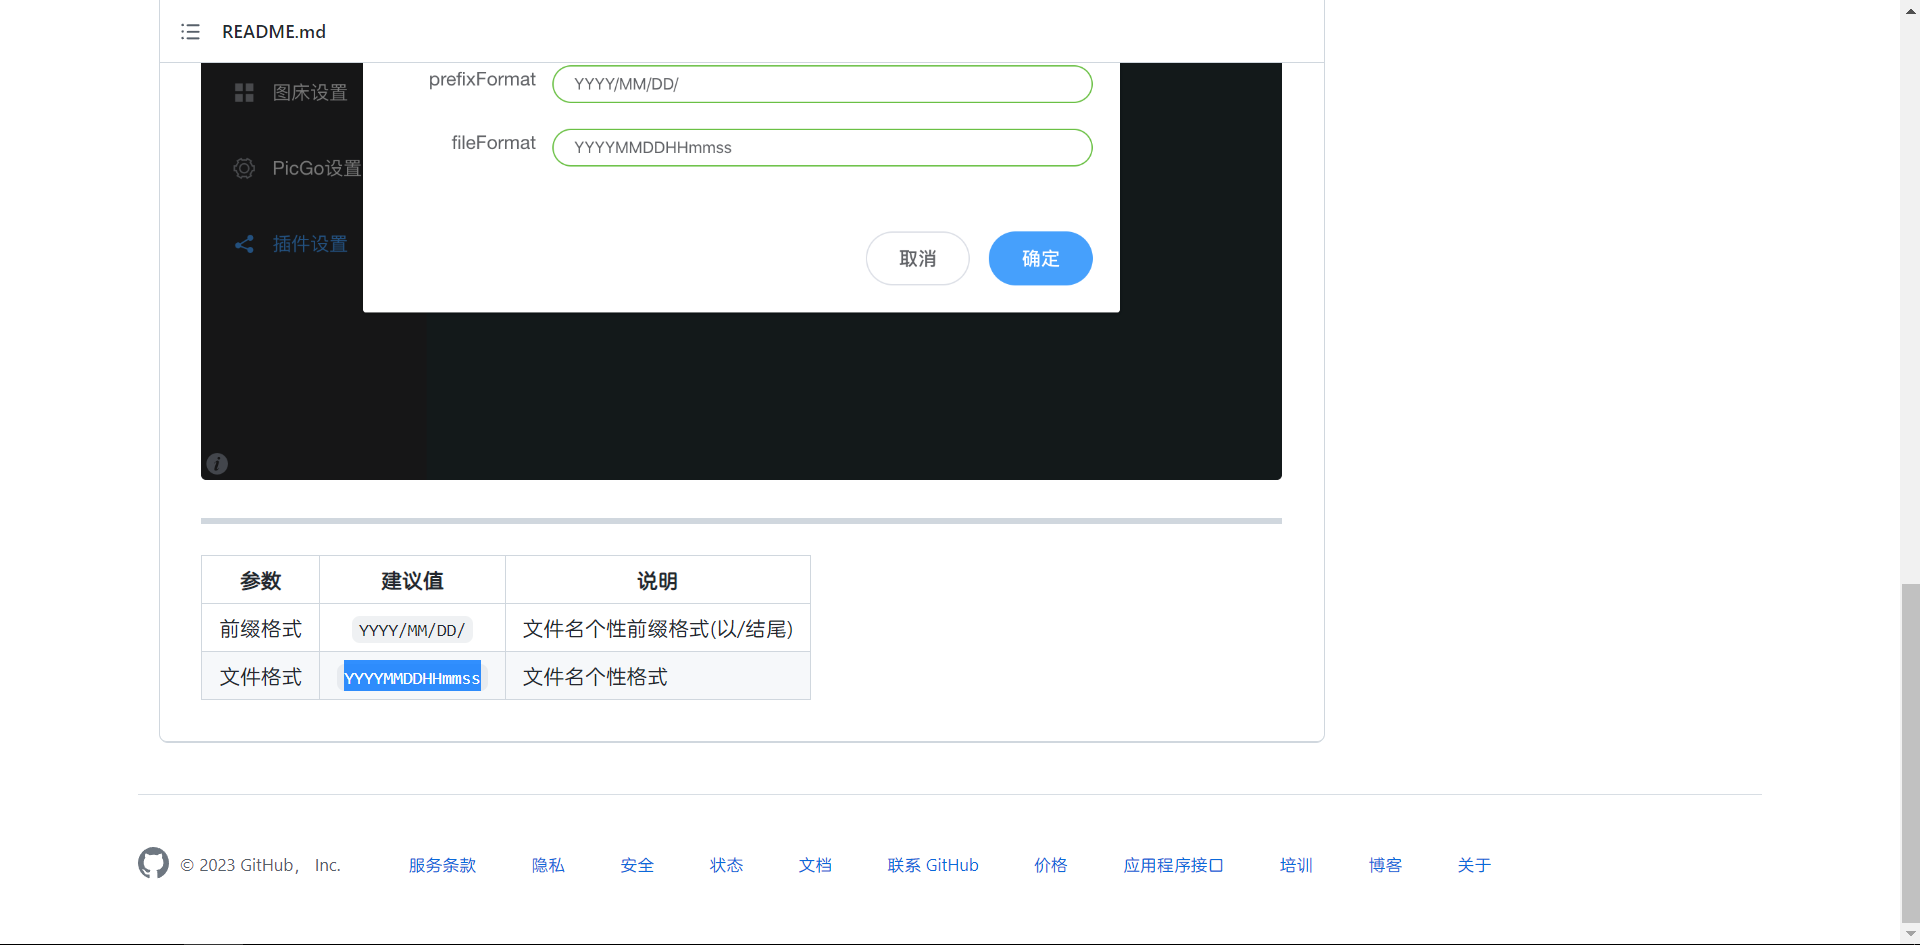 README.md
prefixFormat YYYY/MM/DD/
图床设置
fileFormat YYYYMMDDHHmmss
PicGo设置
插件设置
取消 确定
i
参数 建议值 说明
前缀格式 YYYY/MM/DD/ 文件名个性前缀格式(以/结尾)
文件格式 YYYYMMDDHHmmss 文件名个性格式
© 2023 GitHub， Inc. 服务条款 隐私 安全 状态 文档 联系 GitHub 价格 应用程序接口 培训 博客 关于